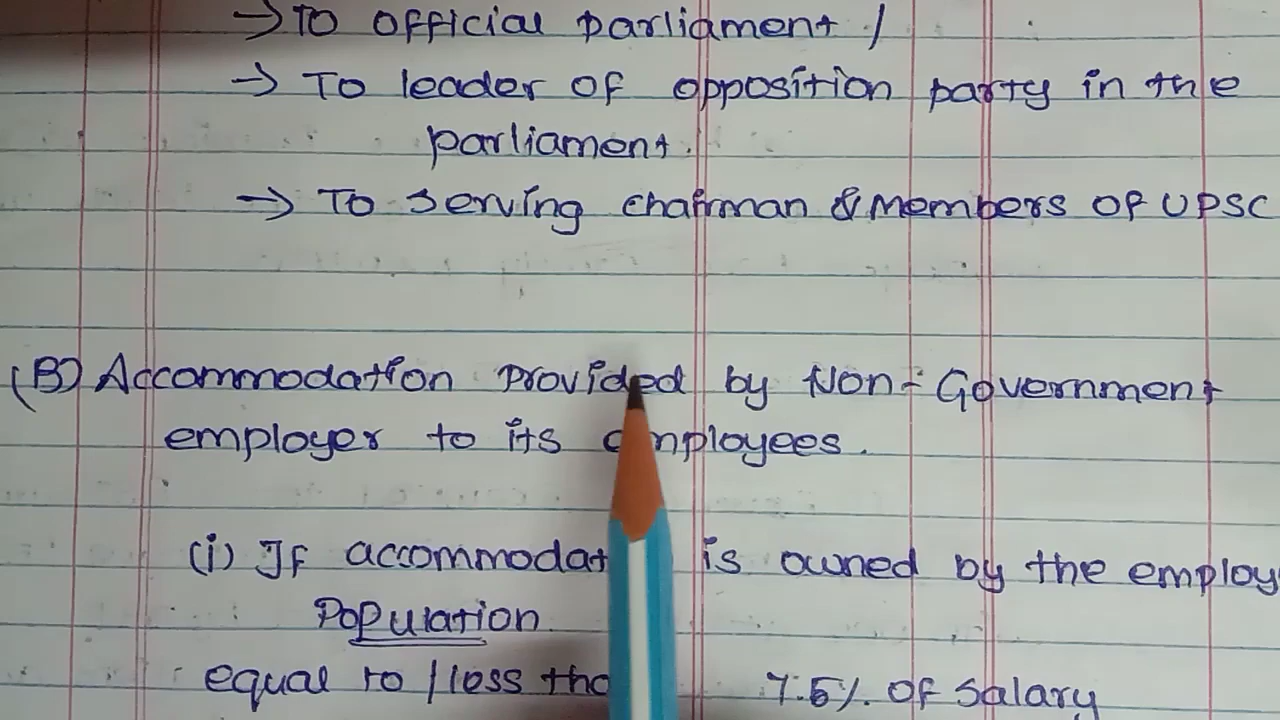 → To official parliament /
→ To leader of opposition party in the
parliament.
→ To serving chairman & members of UPSC
(B) Accommodation provided by Non-Government
employer to its employees.
(i) If accommodat is owned by the employ
Population
equal to / less tha 7.5% of salary